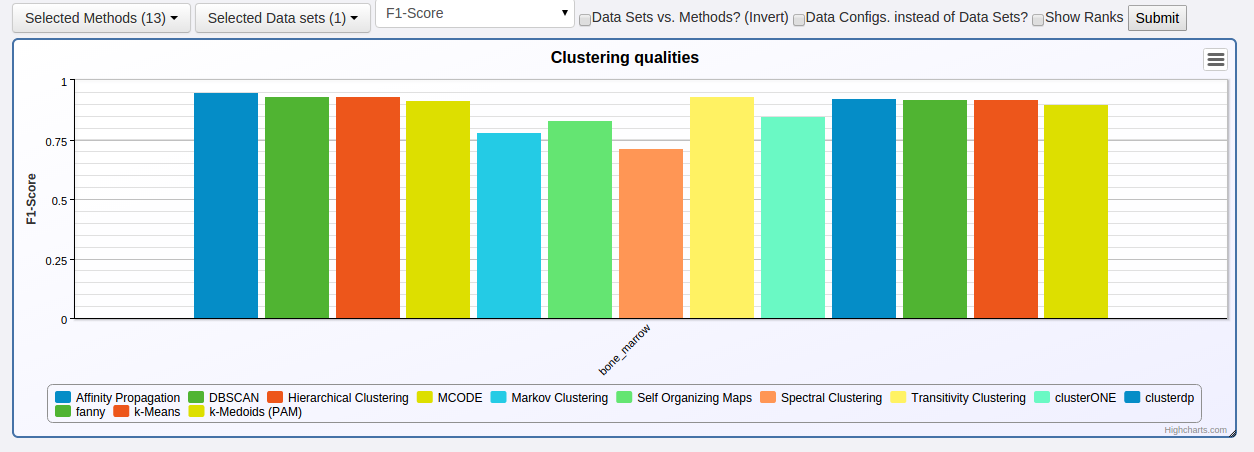 Selected Methods (13) Selected Data sets (1) F1-Score Data Sets vs. Methods? (Invert) Data Configs. instead of Data Sets? Show Ranks Submit
Clustering qualities
1
0.75
0.5
0.25
0
F1-Score
bone_marrow
Affinity Propagation DBSCAN Hierarchical Clustering MCODE Markov Clustering Self Organizing Maps Spectral Clustering Transitivity Clustering clusterONE clusterdp
fanny k-Means k-Medoids (PAM)
Highcharts.com